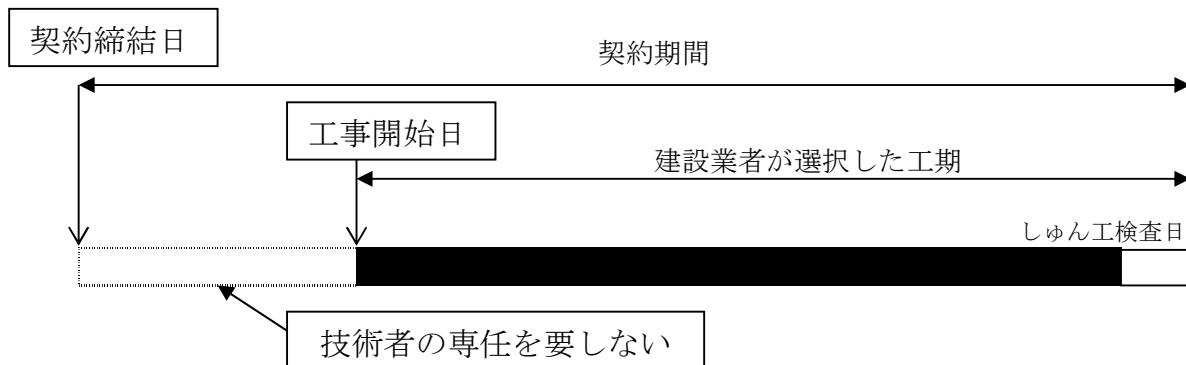 契約締結日
契約期間
工事開始日
建設業者が選択した工期
しゅん工検査日
技術者の専任を要しない